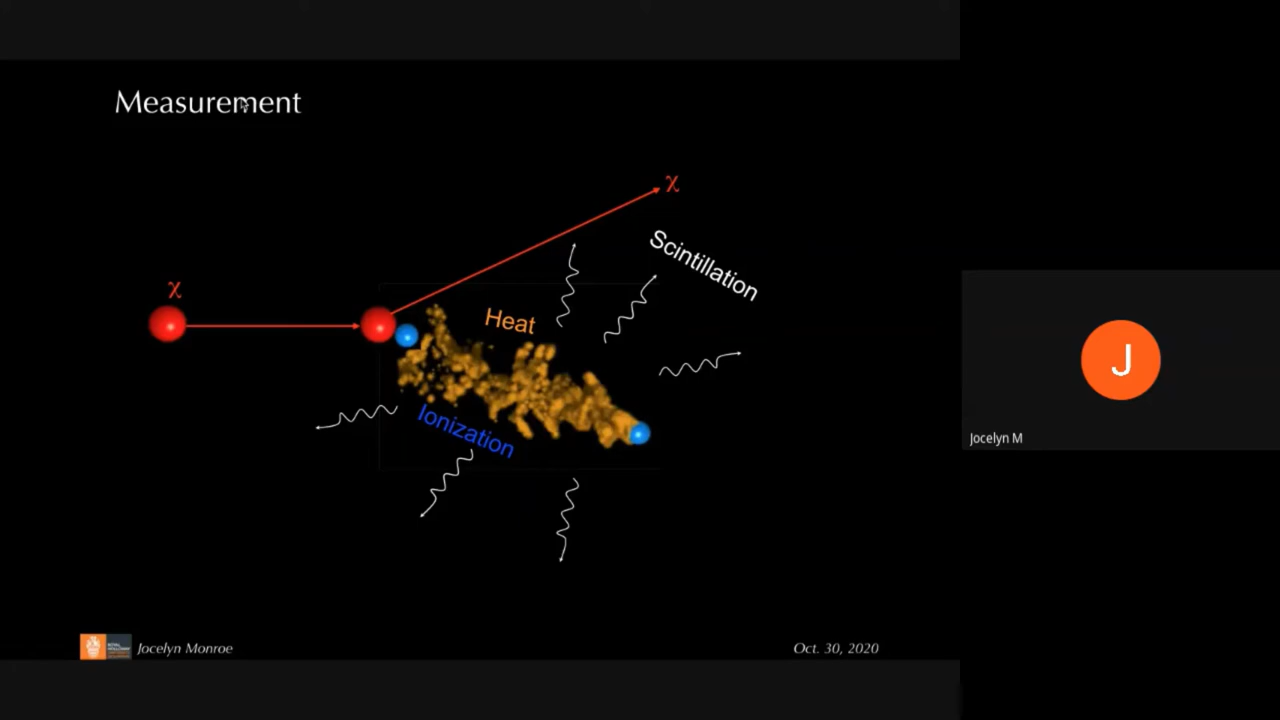 Measurement
χ
Scintillation
χ
Heat
Ionization
J
Jocelyn M
Jocelyn Monroe
Oct. 30, 2020